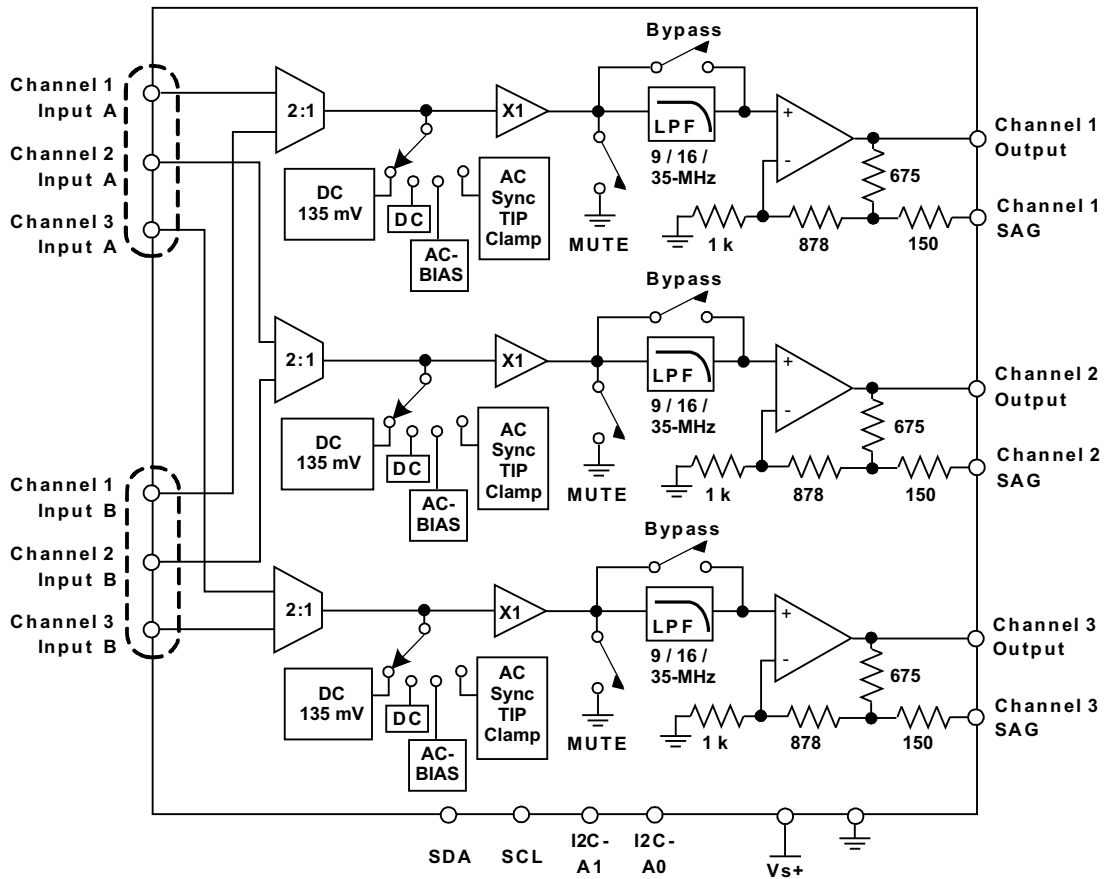 Bypass
Channel 1
Input A
2:1
X1
LPF
+
-
Channel 1
Output
Channel 2
Input A
DC
135 mV
DC
AC-
BIAS
AC
Sync
TIP
Clamp
9 / 16 /
35-MHz
MUTE
675
Channel 3
Input A
1 k
878
150
Channel 1
SAG
Bypass
2:1
X1
LPF
+
-
Channel 2
Output
DC
135 mV
DC
AC-
BIAS
AC
Sync
TIP
Clamp
9 / 16 /
35-MHz
MUTE
675
1 k
878
150
Channel 2
SAG
Channel 1
Input B
Channel 2
Input B
Channel 3
Input B
Bypass
2:1
X1
LPF
+
-
Channel 3
Output
DC
135 mV
DC
AC-
BIAS
AC
Sync
TIP
Clamp
9 / 16 /
35-MHz
MUTE
675
1 k
878
150
Channel 3
SAG
SDA
SCL
I2C-
A1
I2C-
A0
Vs+